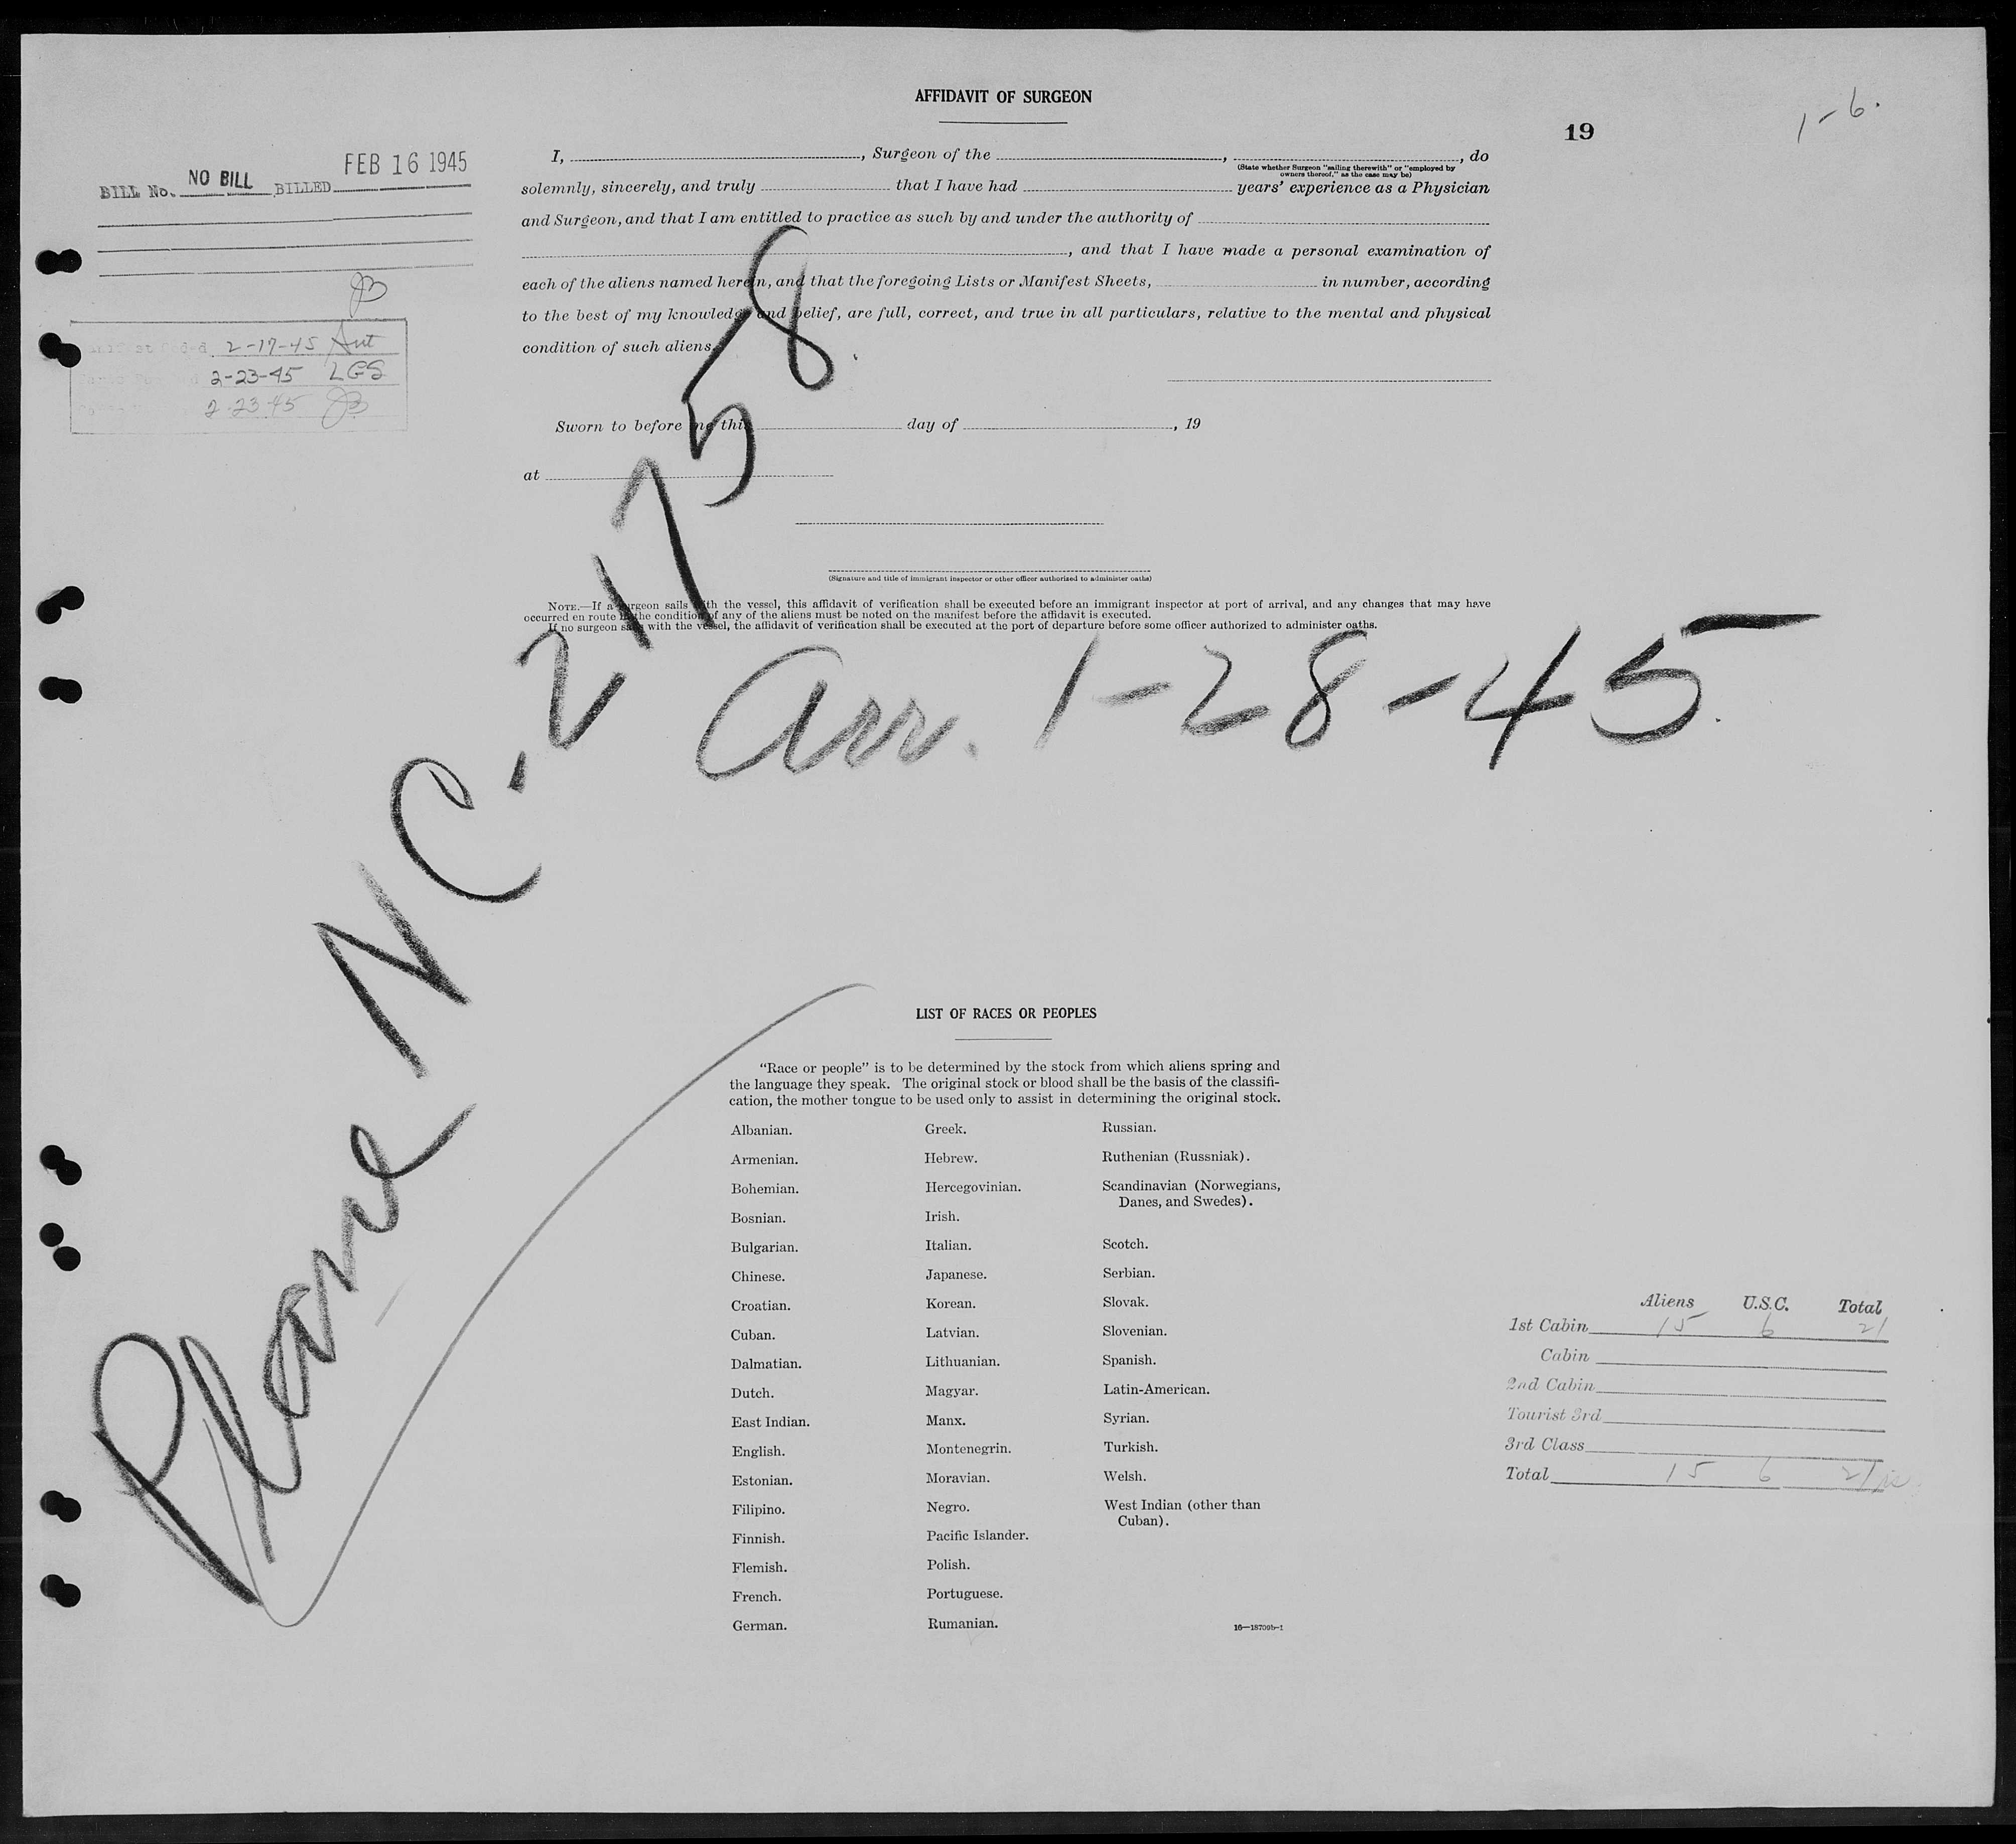 AFFIDAVIT OF SURGEON
19
1-6.
BILL No. NO BILL BILLED FEB 16 1945
I, , Surgeon of the , , do
(State whether Surgeon "sailing therewith" or "employed by
owners thereof," as the case may be)
solemnly, sincerely, and truly that I have had years' experience as a Physician
and Surgeon, and that I am entitled to practice as such by and under the authority of
, and that I have made a personal examination of
each of the aliens named herein, and that the foregoing Lists or Manifest Sheets, in number, according
to the best of my knowledge and belief, are full, correct, and true in all particulars, relative to the mental and physical
condition of such aliens.
JB
2-17-45
2-23-45 LGS
2-23-45 JB
Sworn to before me this day of , 19
at
(Signature and title of immigrant inspector or other officer authorized to administer oaths)
NOTE.—If a surgeon sails with the vessel, this affidavit of verification shall be executed before an immigrant inspector at port of arrival, and any changes that may have
occurred en route in the condition of any of the aliens must be noted on the manifest before the affidavit is executed.
If no surgeon sails with the vessel, the affidavit of verification shall be executed at the port of departure before some officer authorized to administer oaths.
Plane NC-21758
arr. 1-28-45
LIST OF RACES OR PEOPLES
"Race or people" is to be determined by the stock from which aliens spring and
the language they speak. The original stock or blood shall be the basis of the classifi-
cation, the mother tongue to be used only to assist in determining the original stock.
Albanian.
Armenian.
Bohemian.
Bosnian.
Bulgarian.
Chinese.
Croatian.
Cuban.
Dalmatian.
Dutch.
East Indian.
English.
Estonian.
Filipino.
Finnish.
Flemish.
French.
German.
Greek.
Hebrew.
Hercegovinian.
Irish.
Italian.
Japanese.
Korean.
Latvian.
Lithuanian.
Magyar.
Manx.
Montenegrin.
Moravian.
Negro.
Pacific Islander.
Polish.
Portuguese.
Rumanian.
Russian.
Ruthenian (Russniak).
Scandinavian (Norwegians,
Danes, and Swedes).
Scotch.
Serbian.
Slovak.
Slovenian.
Spanish.
Latin-American.
Syrian.
Turkish.
Welsh.
West Indian (other than
Cuban).
16—18709b-1
Aliens U.S.C. Total
1st Cabin 15 6 21
Cabin
2nd Cabin
Tourist 3rd
3rd Class
Total 15 6 21